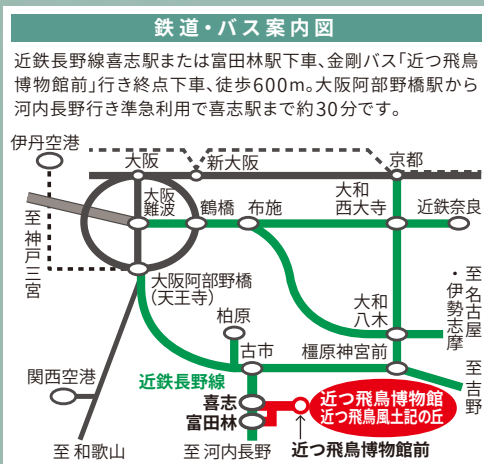 鉄道・バス案内図
近鉄長野線喜志駅または富田林駅下車、金剛バス「近つ飛鳥
博物館前」行き終点下車、徒歩600m。大阪阿部野橋駅から
河内長野行き準急利用で喜志駅まで約30分です。
伊丹空港
大阪
新大阪
京都
大阪
難波
鶴橋
布施
大和
西大寺
近鉄奈良
至神戸三宮
大阪阿部野橋
(天王寺)
柏原
大和
八木
至名古屋
・伊勢志摩
古市
橿原神宮前
至吉野
関西空港
近鉄長野線
喜志
富田林
近つ飛鳥博物館
近つ飛鳥風土記の丘
至和歌山
至河内長野
近つ飛鳥博物館前